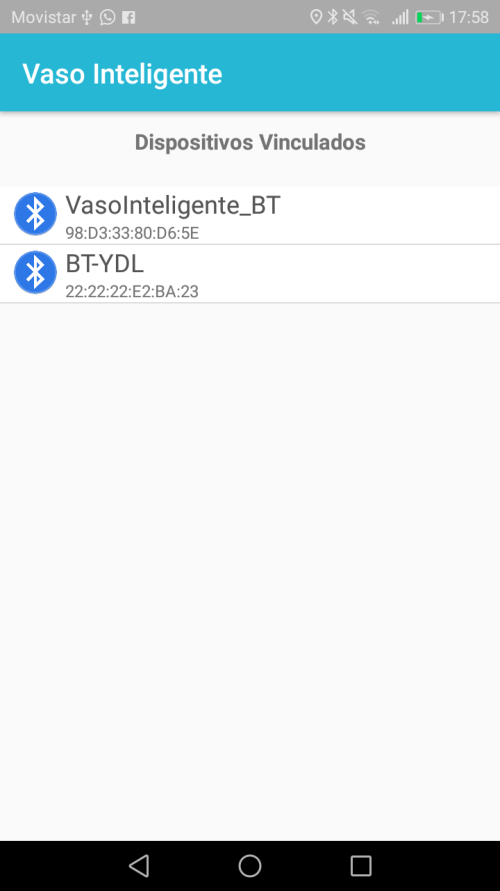 Movistar 17:58
Vaso Inteligente
Dispositivos Vinculados
VasoInteligente_BT
98:D3:33:80:D6:5E
BT-YDL
22:22:22:E2:BA:23